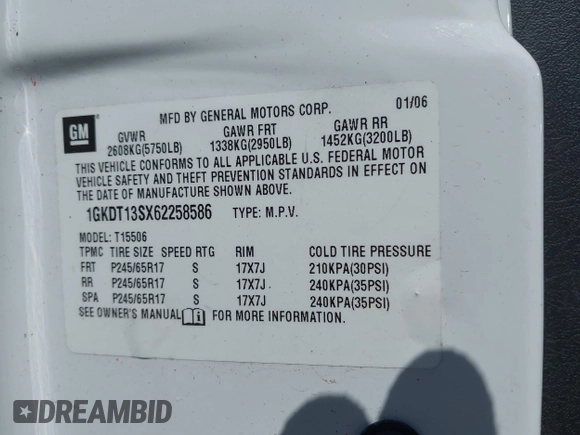 MFD BY GENERAL MOTORS CORP. 01/06
GM
GVWR GAWR FRT GAWR RR
2608KG(5750LB) 1338KG(2950LB) 1452KG(3200LB)
THIS VEHICLE CONFORMS TO ALL APPLICABLE U.S. FEDERAL MOTOR
VEHICLE SAFETY AND THEFT PREVENTION STANDARDS IN EFFECT ON
THE DATE OF MANUFACTURE SHOWN ABOVE.
1GKDT13SX62258586 TYPE: M.P.V.
MODEL: T15506
TPMC TIRE SIZE SPEED RTG RIM COLD TIRE PRESSURE
FRT P245/65R17 S 17X7J 210KPA(30PSI)
RR P245/65R17 S 17X7J 240KPA(35PSI)
SPA P245/65R17 S 17X7J 240KPA(35PSI)
SEE OWNER'S MANUAL FOR MORE INFORMATION.
DREAMBID